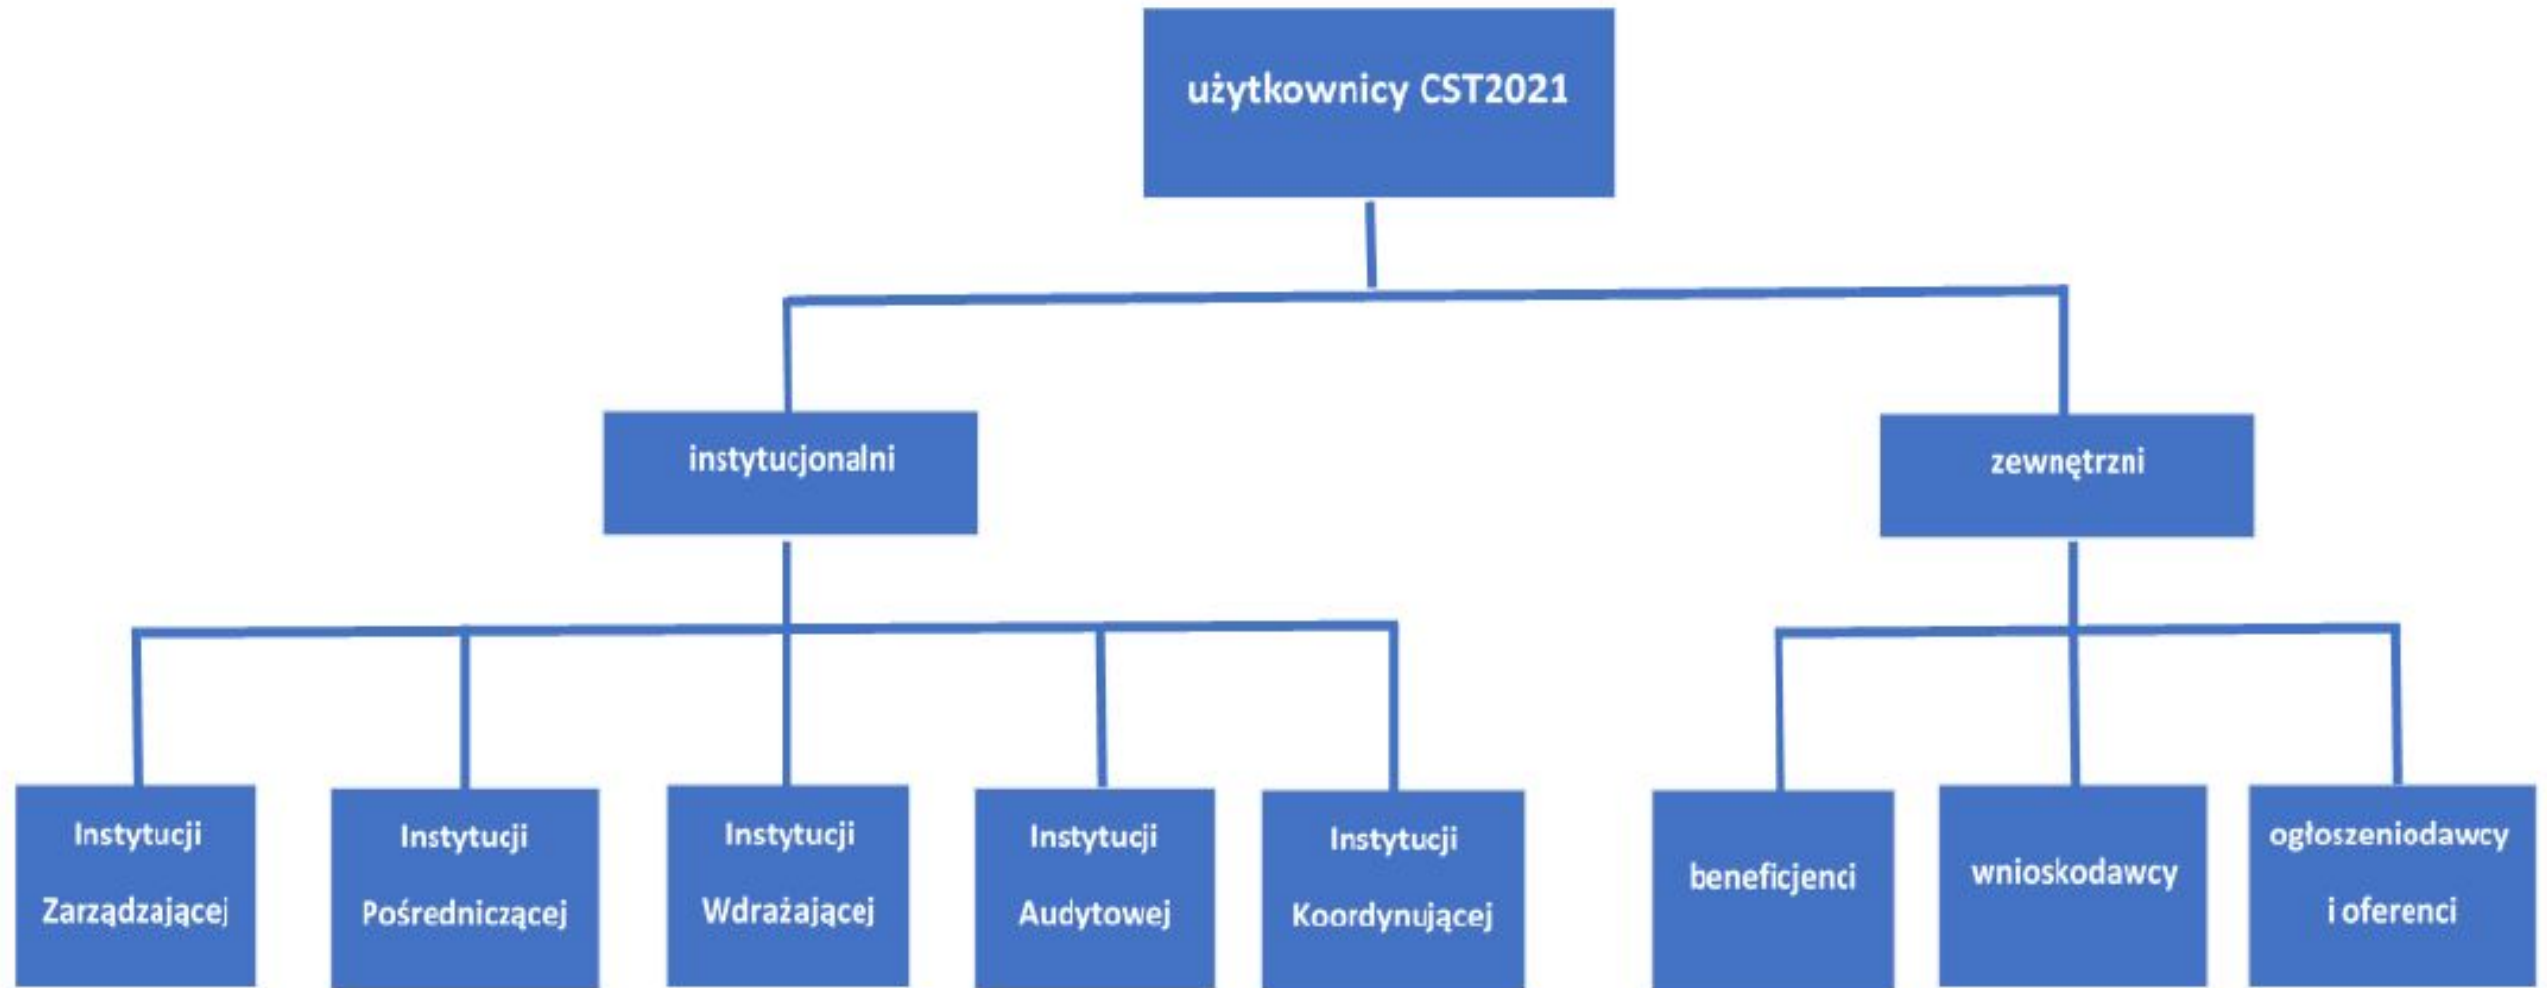 użytkownicy CST2021
instytucjonalni
zewnętrzni
Instytucji
Zarządzającej
Instytucji
Pośredniczącej
Instytucji
Wdrażającej
Instytucji
Audytowej
Instytucji
Koordynującej
beneficjenci
wnioskodawcy
ogłoszeniodawcy
i oferenci